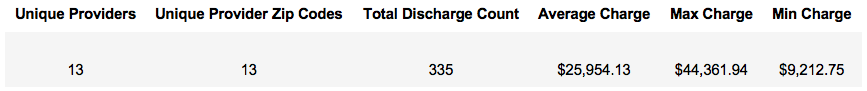 Unique Providers Unique Provider Zip Codes Total Discharge Count Average Charge Max Charge Min Charge
13 13 335 $25,954.13 $44,361.94 $9,212.75